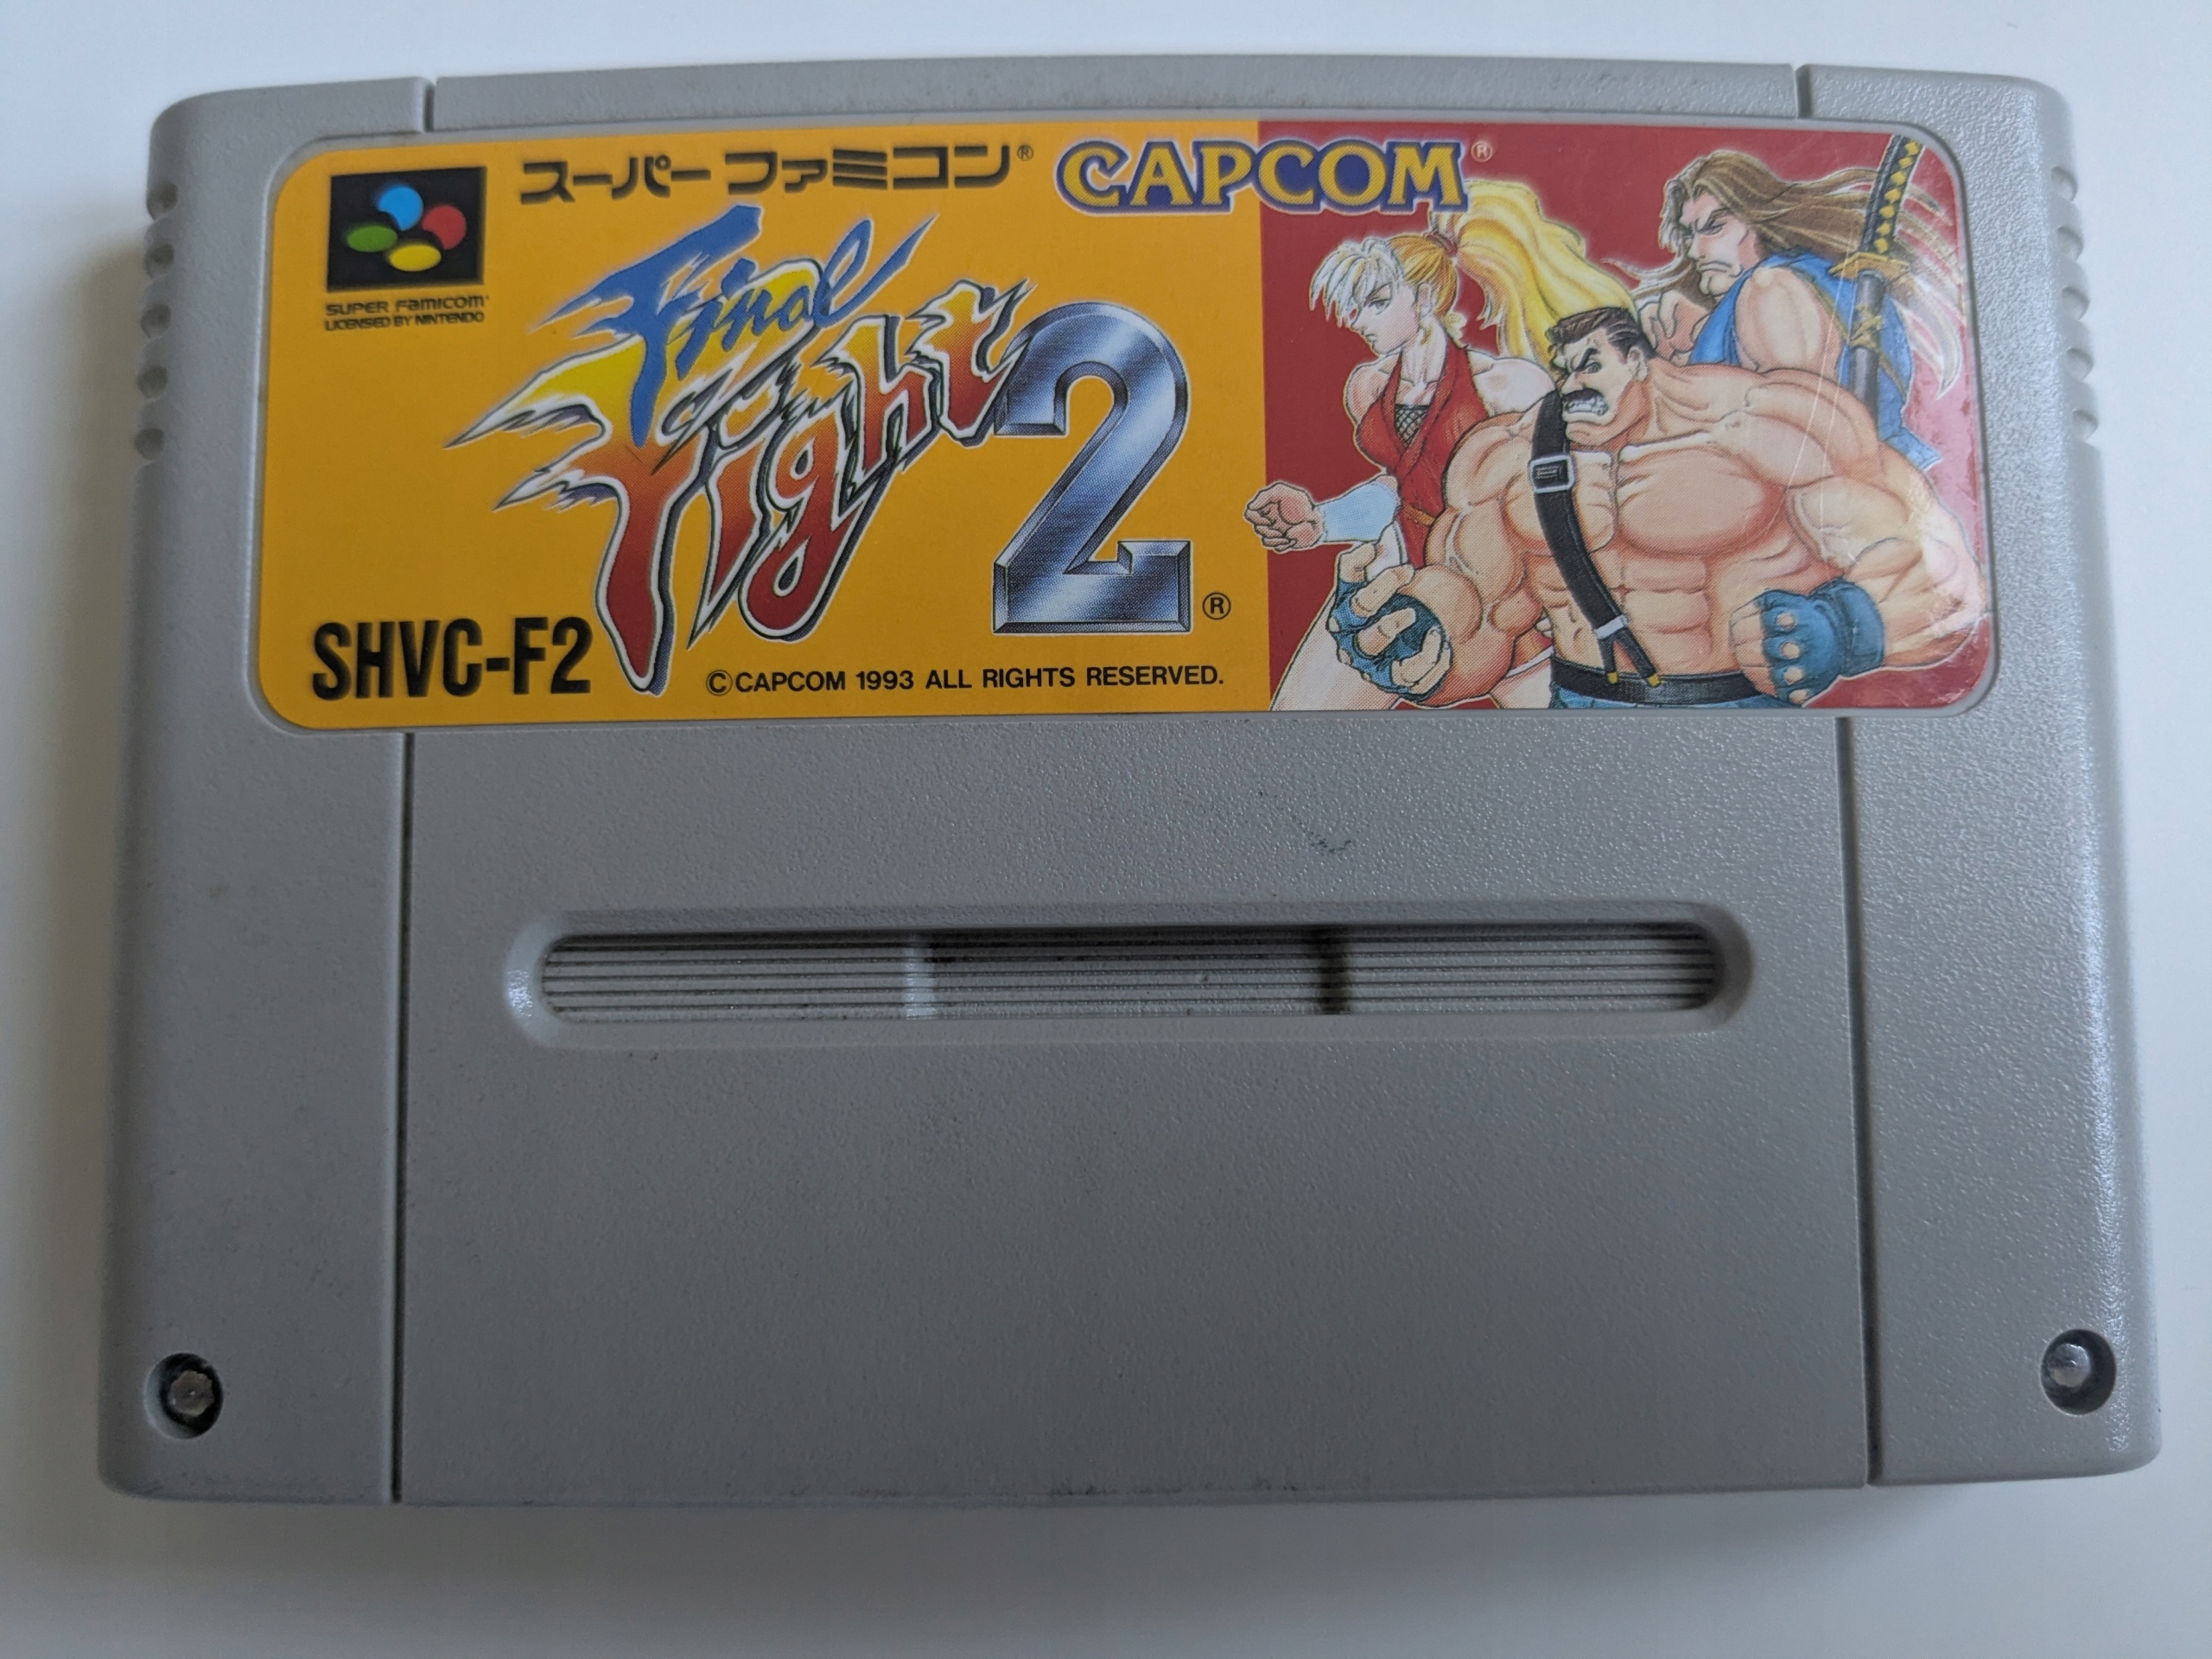 スーパーファミコン®
CAPCOM®
SUPER FAMICOM
LICENSED BY NINTENDO
Final
Fight
2®
SHVC-F2
©CAPCOM 1993 ALL RIGHTS RESERVED.